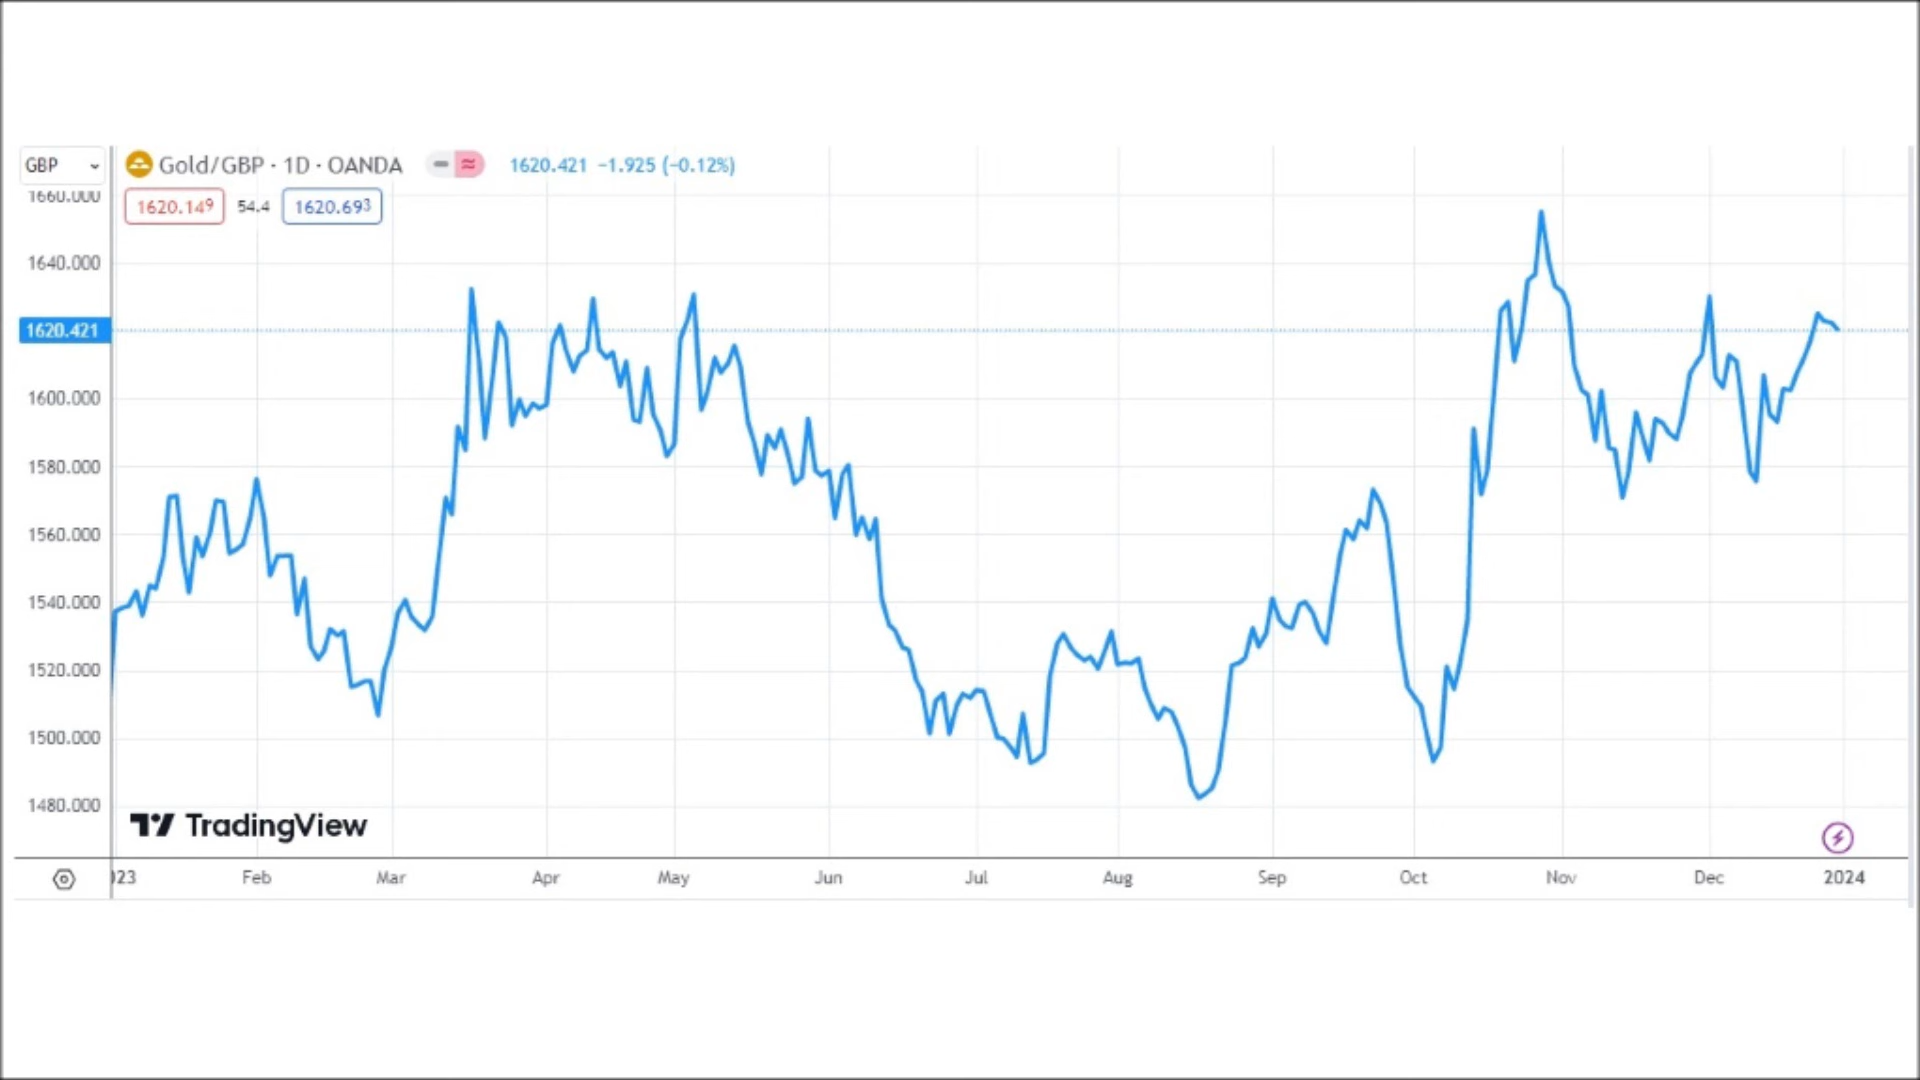 GBP
Gold/GBP · 1D · OANDA
1620.421 −1.925 (−0.12%)
1660.000
1620.149
54.4
1620.693
1640.000
1620.421
1600.000
1580.000
1560.000
1540.000
1520.000
1500.000
1480.000
TradingView
Feb
Mar
Apr
May
Jun
Jul
Aug
Sep
Oct
Nov
Dec
2024